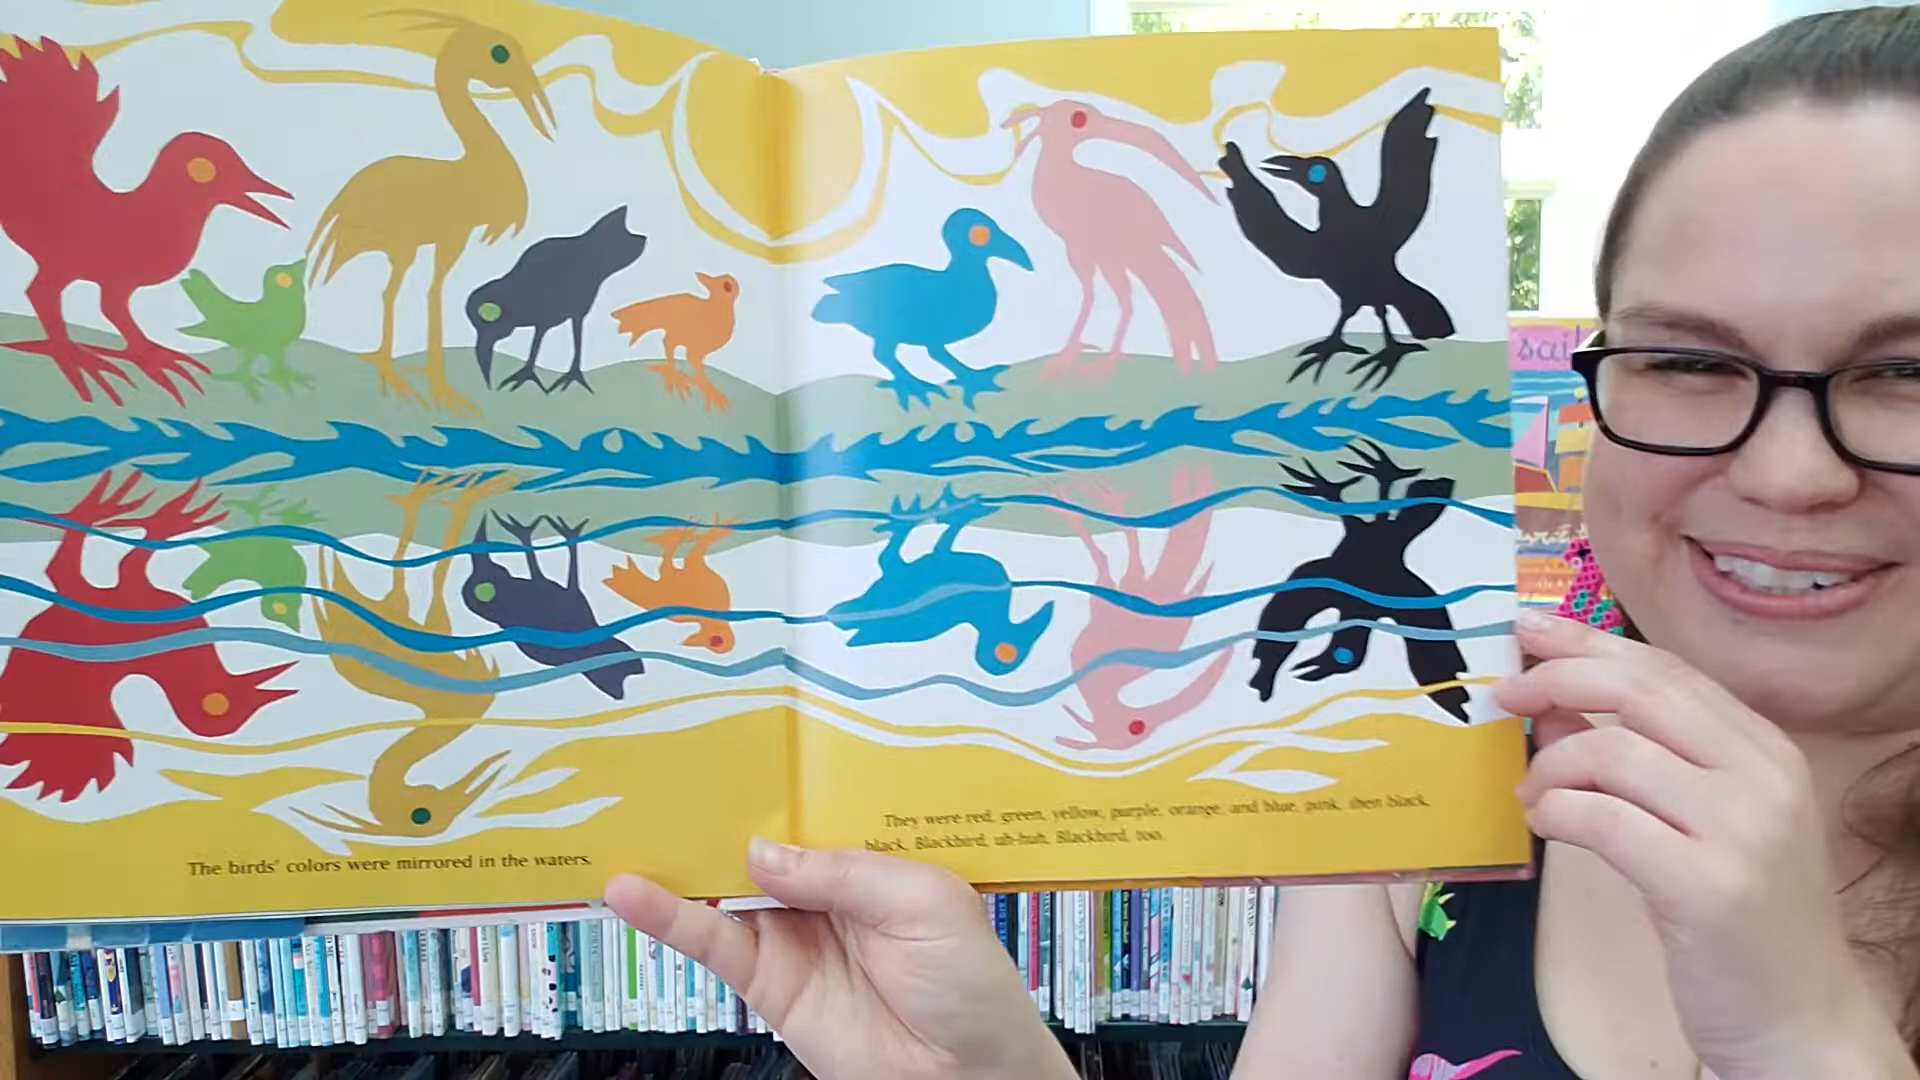 The birds' colors were mirrored in the waters.
They were red, green, yellow, purple, orange, and blue, pink, then black,
black. Blackbird, uh-huh, Blackbird, too.
sail